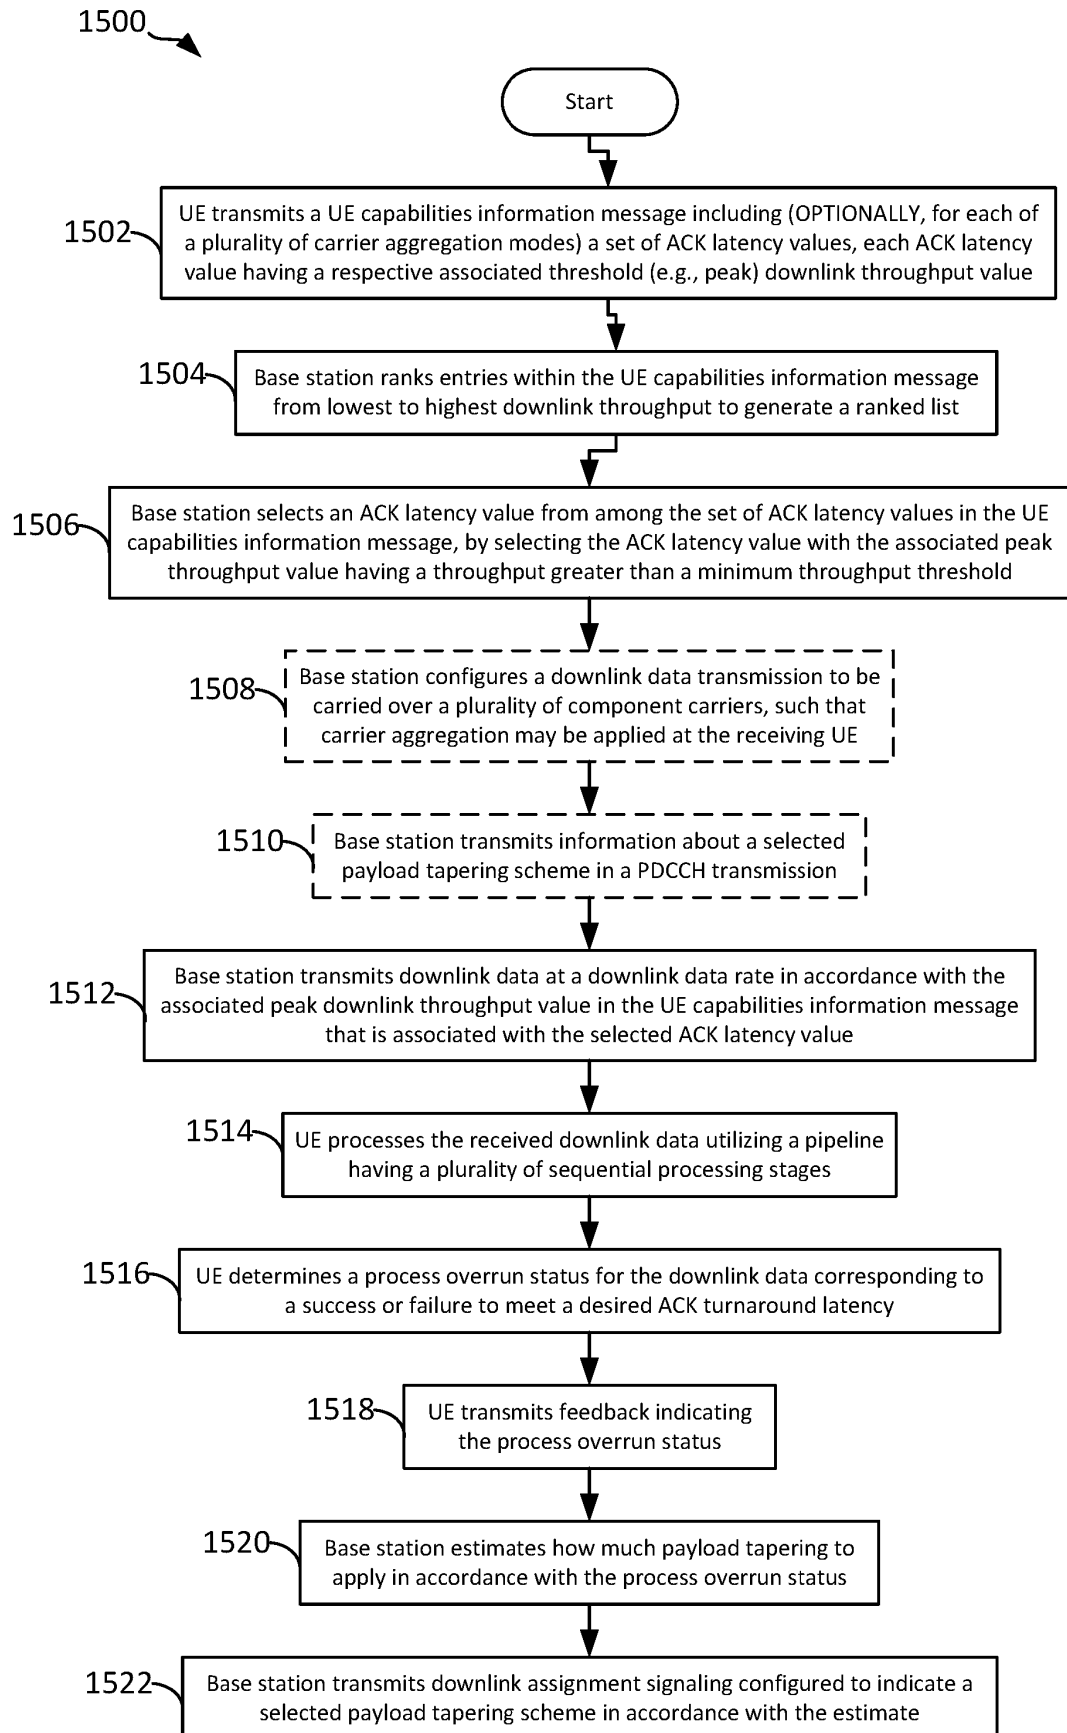 1500
Start
1502
UE transmits a UE capabilities information message including (OPTIONALLY, for each of
a plurality of carrier aggregation modes) a set of ACK latency values, each ACK latency
value having a respective associated threshold (e.g., peak) downlink throughput value
1504
Base station ranks entries within the UE capabilities information message
from lowest to highest downlink throughput to generate a ranked list
1506
Base station selects an ACK latency value from among the set of ACK latency values in the UE
capabilities information message, by selecting the ACK latency value with the associated peak
throughput value having a throughput greater than a minimum throughput threshold
1508
Base station configures a downlink data transmission to be
carried over a plurality of component carriers, such that
carrier aggregation may be applied at the receiving UE
1510
Base station transmits information about a selected
payload tapering scheme in a PDCCH transmission
1512
Base station transmits downlink data at a downlink data rate in accordance with the
associated peak downlink throughput value in the UE capabilities information message
that is associated with the selected ACK latency value
1514
UE processes the received downlink data utilizing a pipeline
having a plurality of sequential processing stages
1516
UE determines a process overrun status for the downlink data corresponding to
a success or failure to meet a desired ACK turnaround latency
1518
UE transmits feedback indicating
the process overrun status
1520
Base station estimates how much payload tapering to
apply in accordance with the process overrun status
1522
Base station transmits downlink assignment signaling configured to indicate a
selected payload tapering scheme in accordance with the estimate